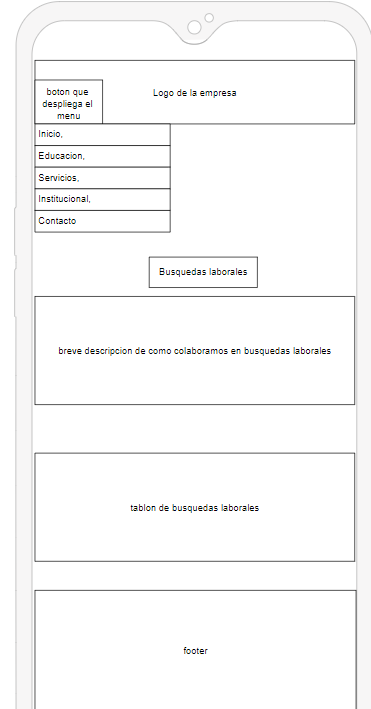 boton que
despliega el
menu
Logo de la empresa
Inicio,
Educacion,
Servicios,
Institucional,
Contacto
Busquedas laborales
breve descripcion de como colaboramos en busquedas laborales
tablon de busquedas laborales
footer